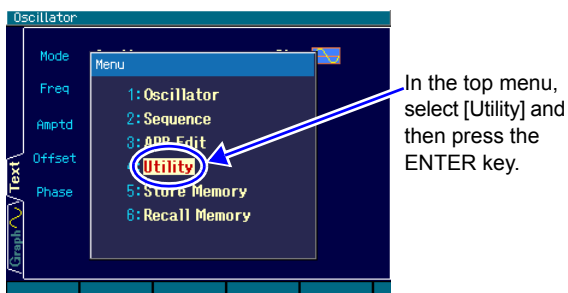 Oscillator
Mode
Menu
Freq
1:Oscillator
Amptd
2:Sequence
3:ARB Edit
Offset
Utility
Phase
5:Store Memory
6:Recall Memory
Text
Graph
In the top menu,
select [Utility] and
then press the
ENTER key.